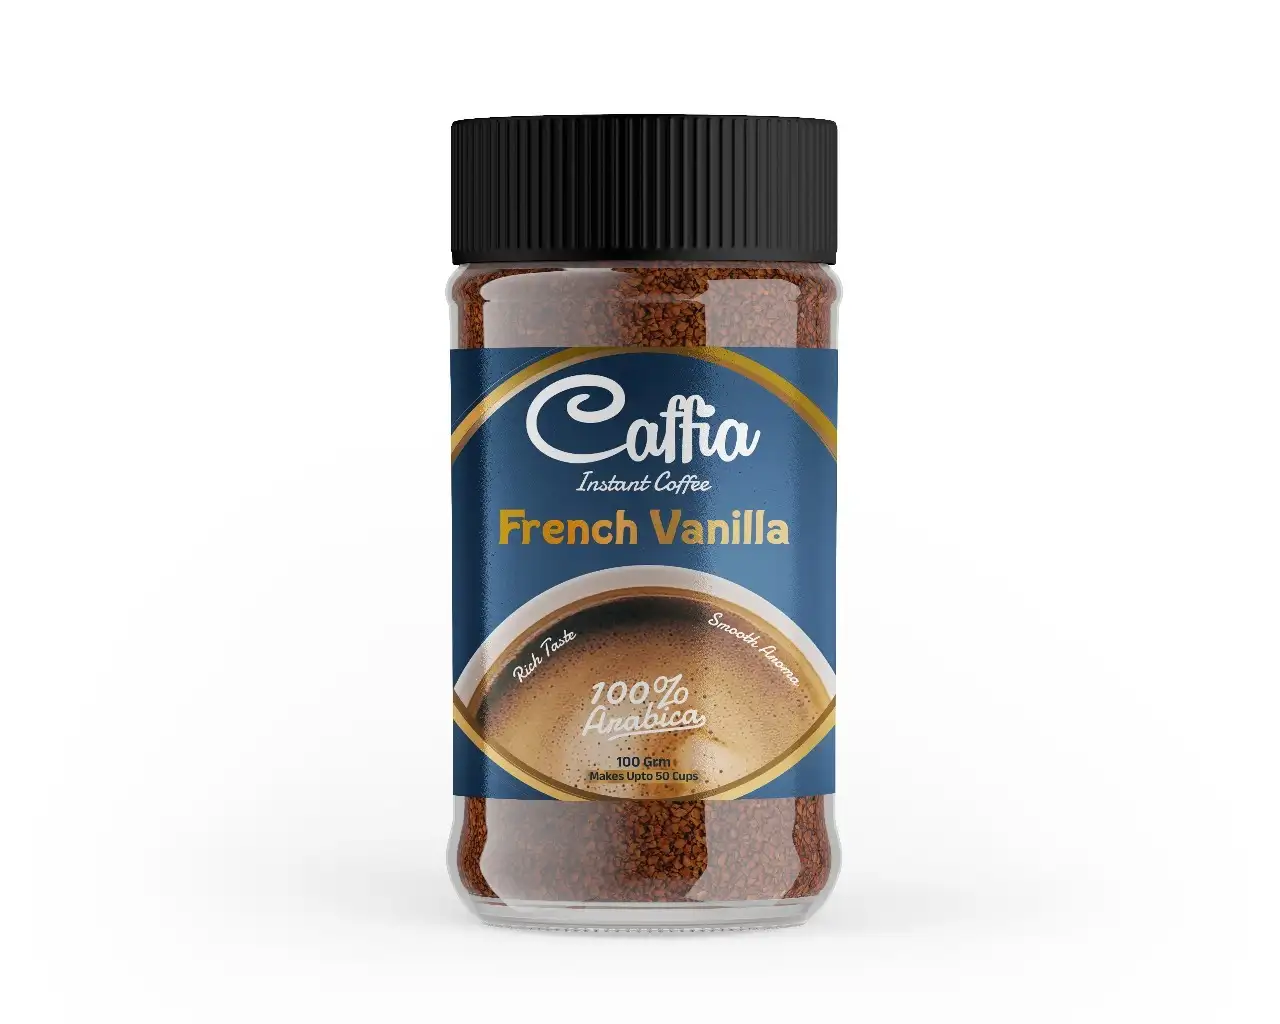 Caffia
Instant Coffee
French Vanilla
Rich Taste
Smooth Aroma
100%
Arabica
100 Grm
Makes Upto 50 Cups